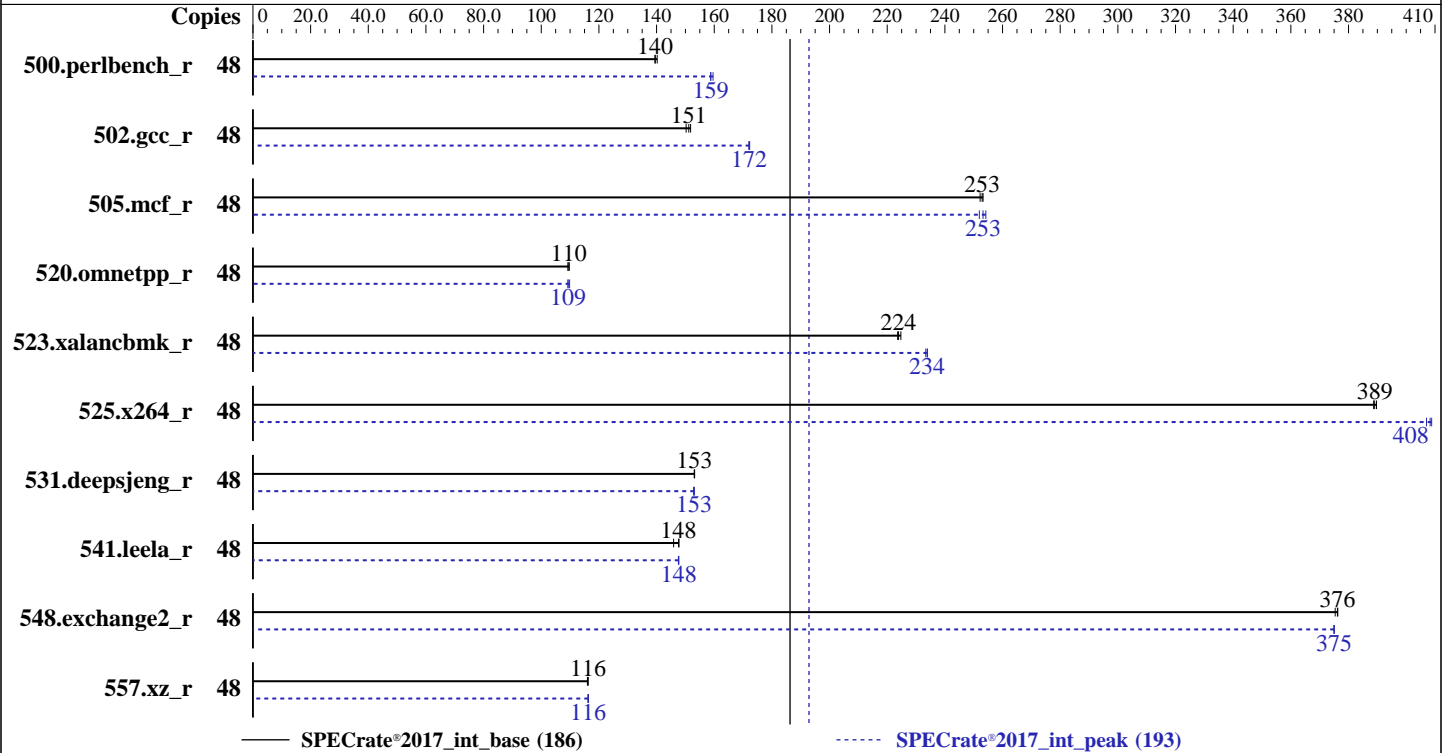 Copies 0 20.0 40.0 60.0 80.0 100 120 140 160 180 200 220 240 260 280 300 320 340 360 380 410
140
500.perlbench_r 48
159
151
502.gcc_r 48
172
253
505.mcf_r 48
253
110
520.omnetpp_r 48
109
224
523.xalancbmk_r 48
234
389
525.x264_r 48
408
153
531.deepsjeng_r 48
153
148
541.leela_r 48
148
376
548.exchange2_r 48
375
116
557.xz_r 48
116
SPECrate®2017_int_base (186) SPECrate®2017_int_peak (193)